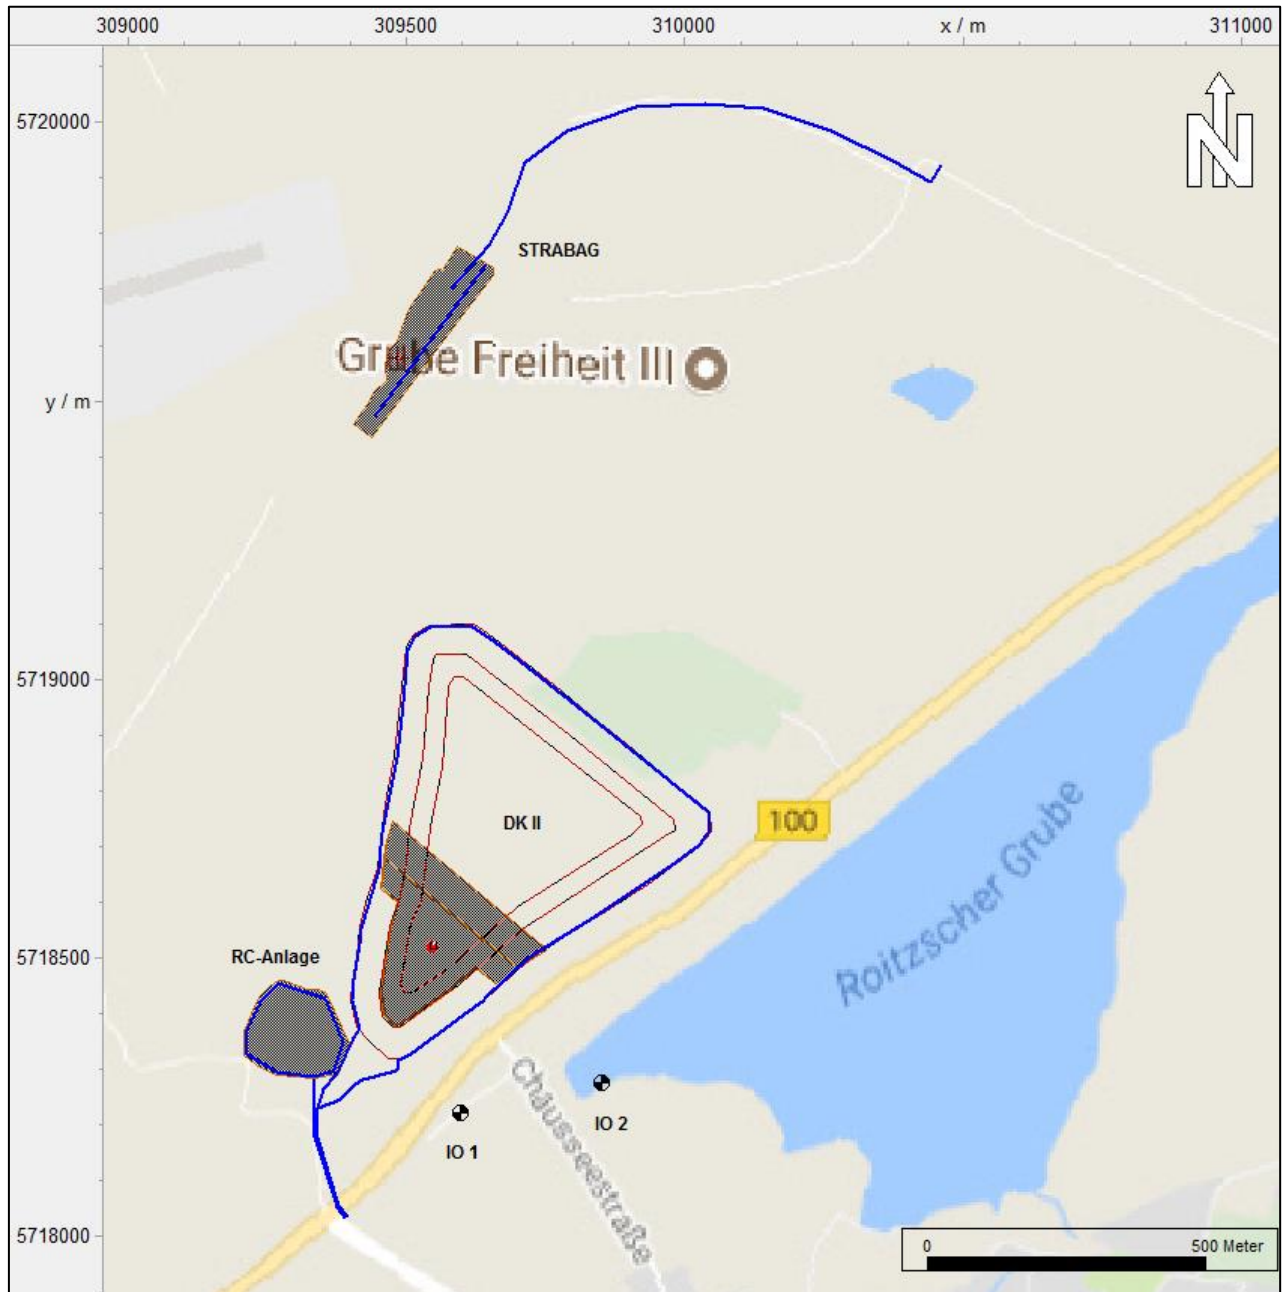 309000 309500 310000 x / m 311000
5720000
N
STRABAG
Grube Freiheit III
y / m
5719000
DK II
100
5718500
RC-Anlage
Roitzscher Grube
Chausseestraße
IO 2
IO 1
5718000
0 500 Meter